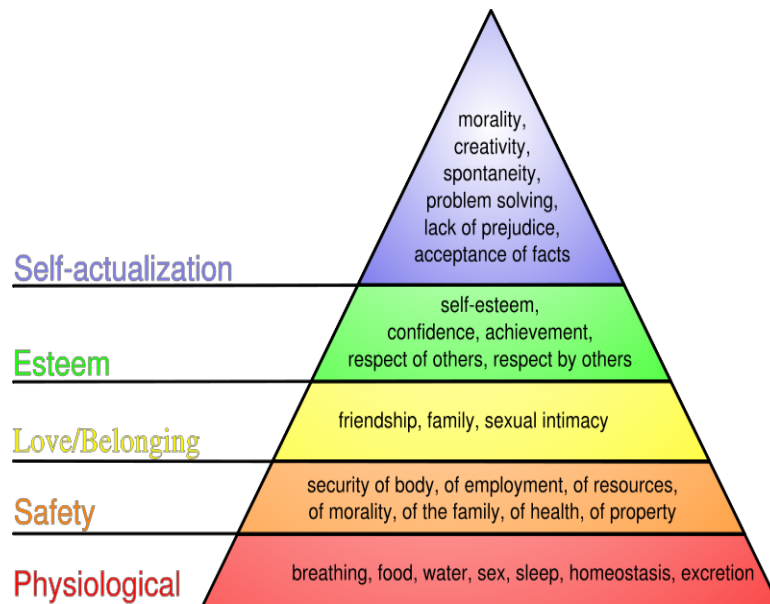 morality,
creativity,
spontaneity,
problem solving,
lack of prejudice,
acceptance of facts
Self-actualization
self-esteem,
confidence, achievement,
respect of others, respect by others
Esteem
friendship, family, sexual intimacy
Love/Belonging
security of body, of employment, of resources,
of morality, of the family, of health, of property
Safety
breathing, food, water, sex, sleep, homeostasis, excretion
Physiological